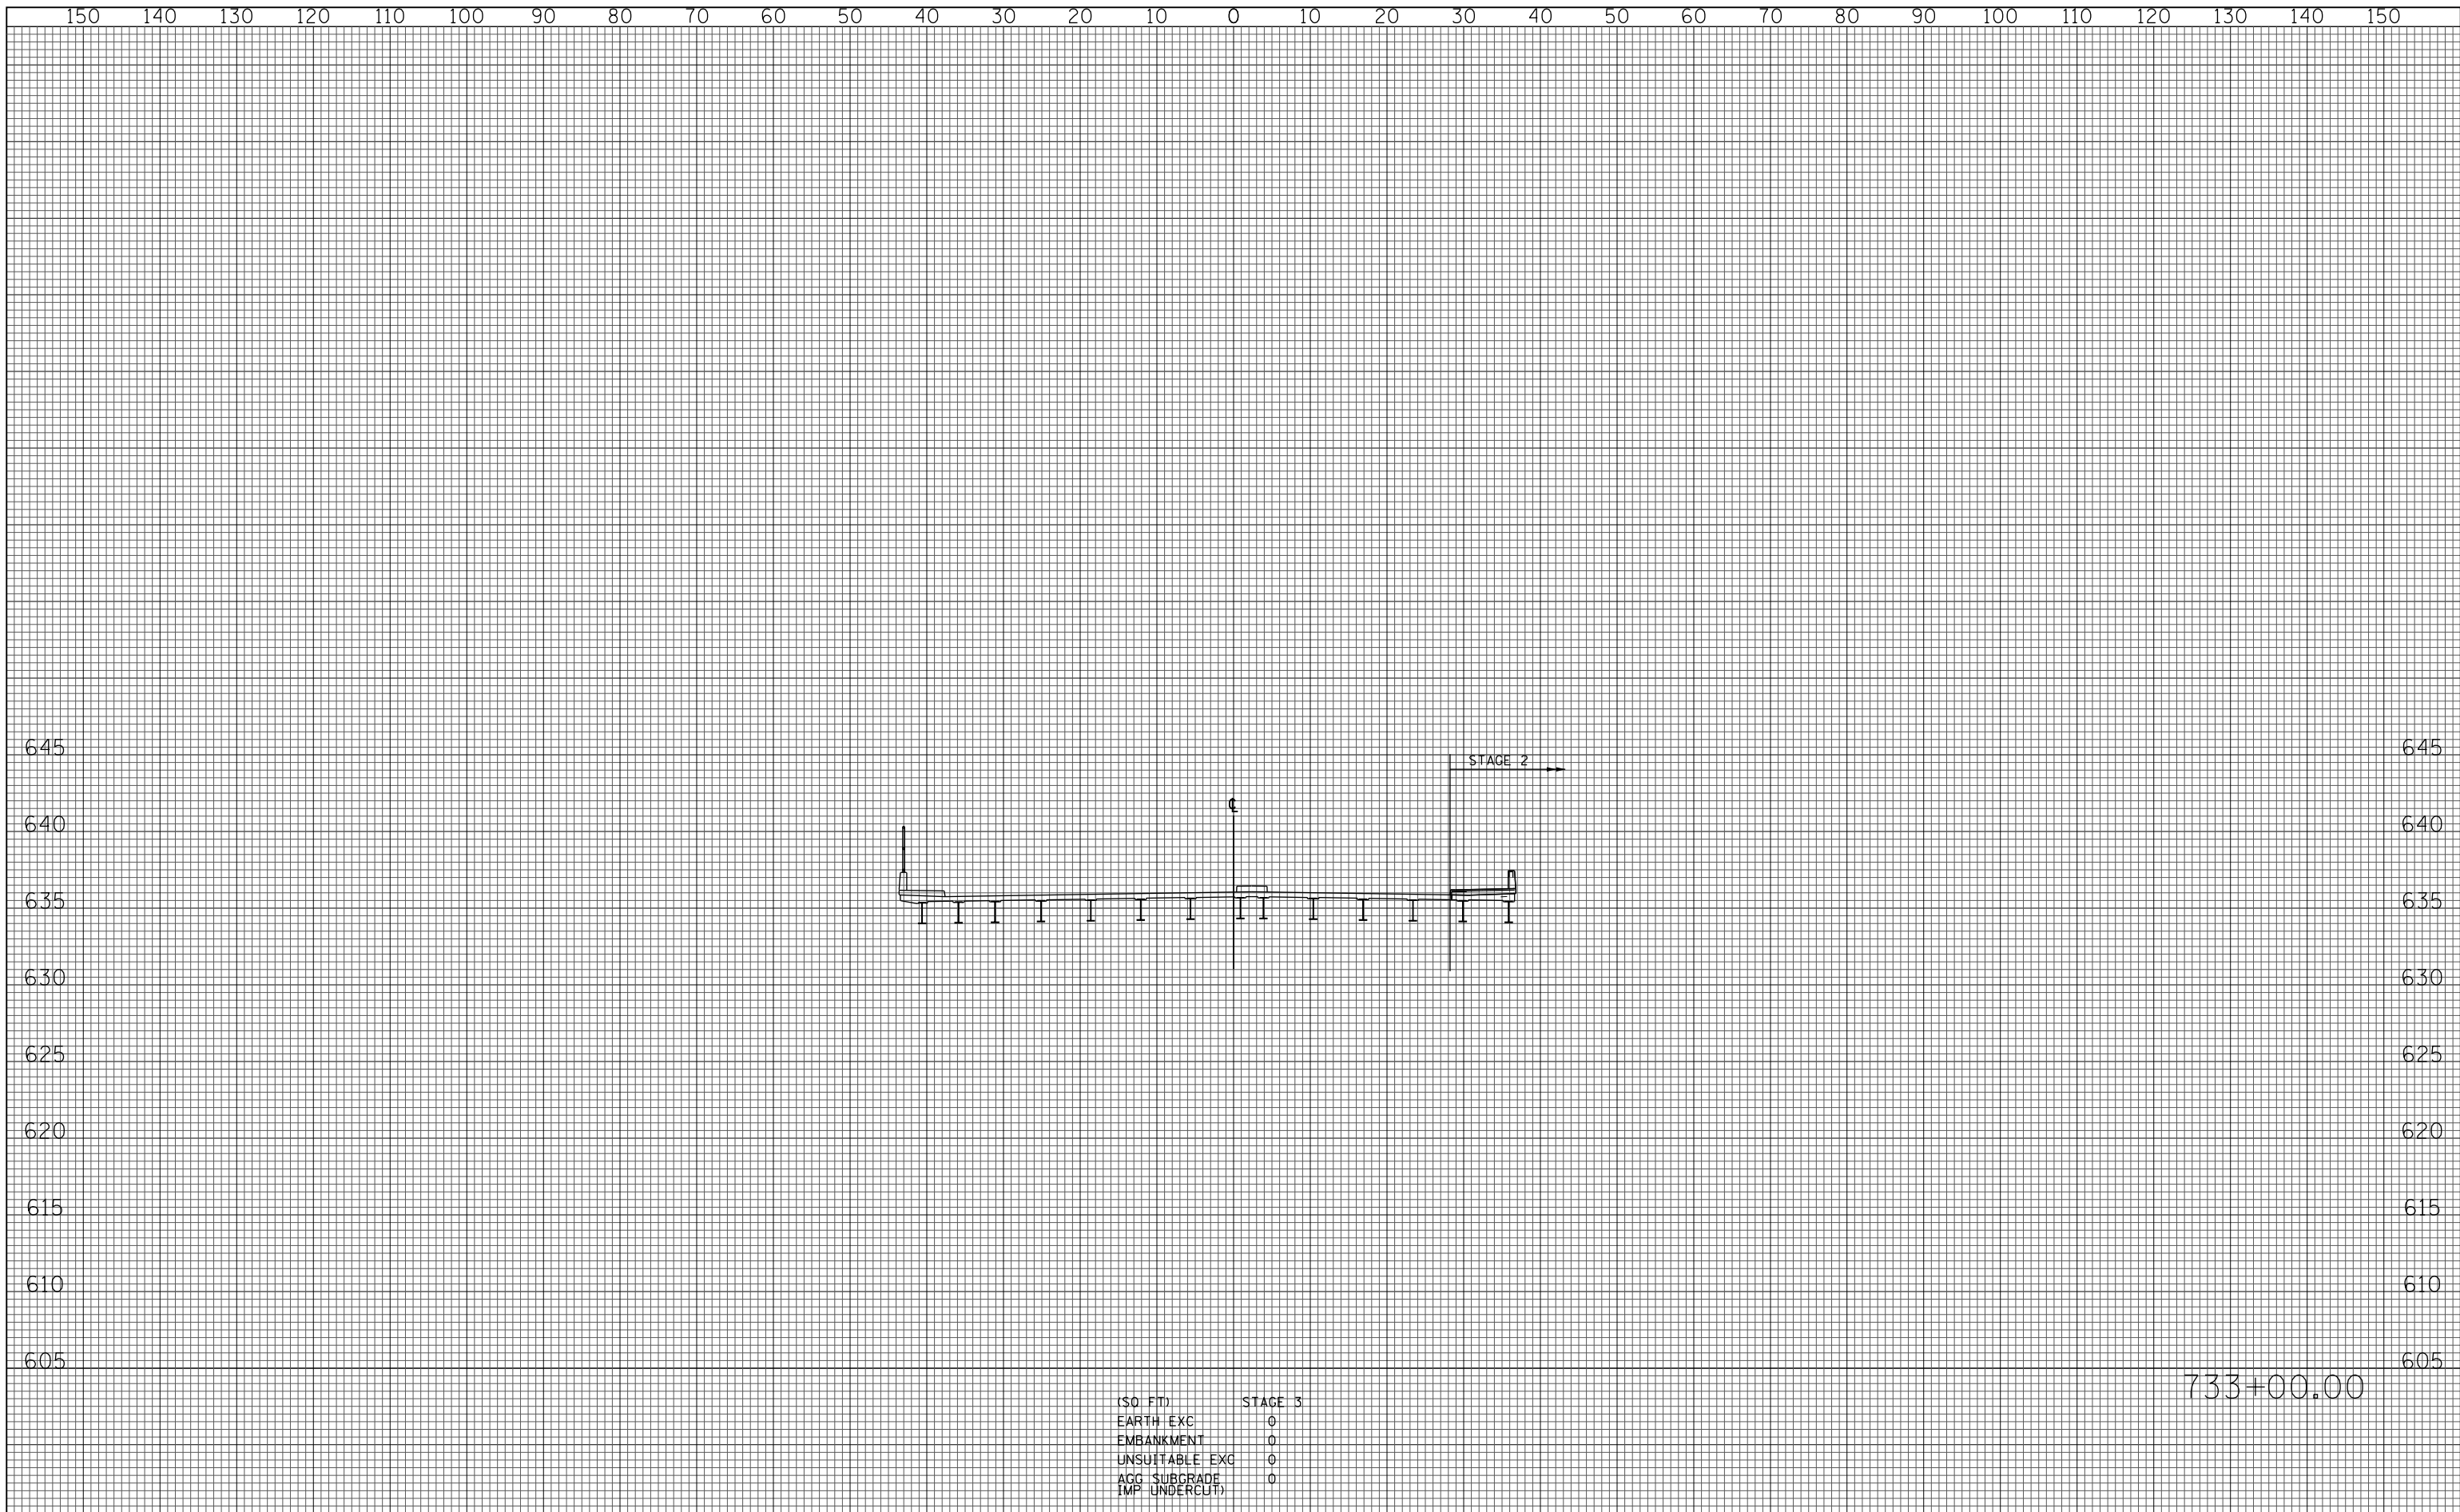 150 140 130 120 110 100 90 80 70 60 50 40 30 20 10 0 10 20 30 40 50 60 70 80 90 100 110 120 130 140 150
645 645
STAGE 2
℄
640 640
635 635
630 630
625 625
620 620
615 615
610 610
605 605
733+00.00
(SQ FT) STAGE 3
EARTH EXC 0
EMBANKMENT 0
UNSUITABLE EXC 0
AGG SUBGRADE 0
IMP UNDERCUT)